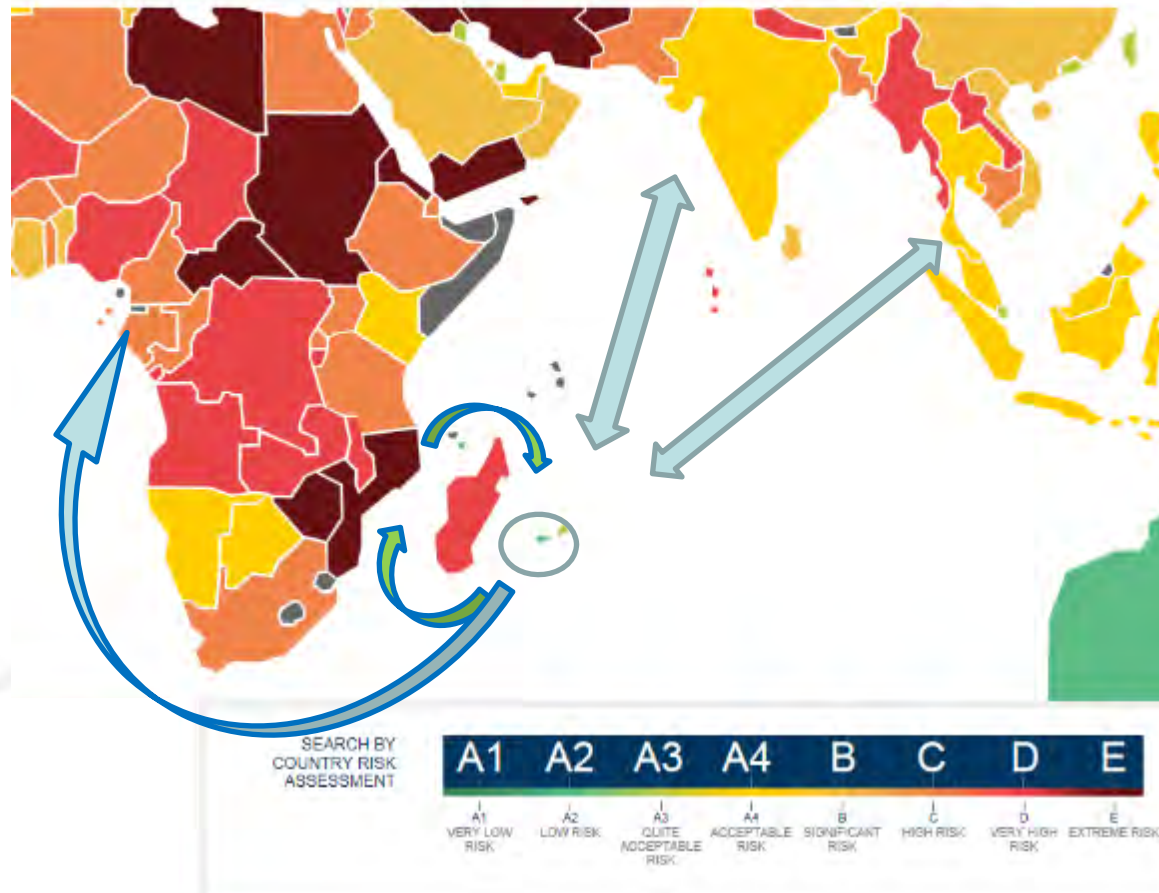 SEARCH BY
COUNTRY RISK
ASSESSMENT
A1 A2 A3 A4 B C D E
A1 A2 A3 A4 B C D E
VERY LOW LOW RISK QUITE ACCEPTABLE SIGNIFICANT HIGH RISK VERY HIGH EXTREME RISK
RISK ACCEPTABLE RISK RISK RISK
RISK